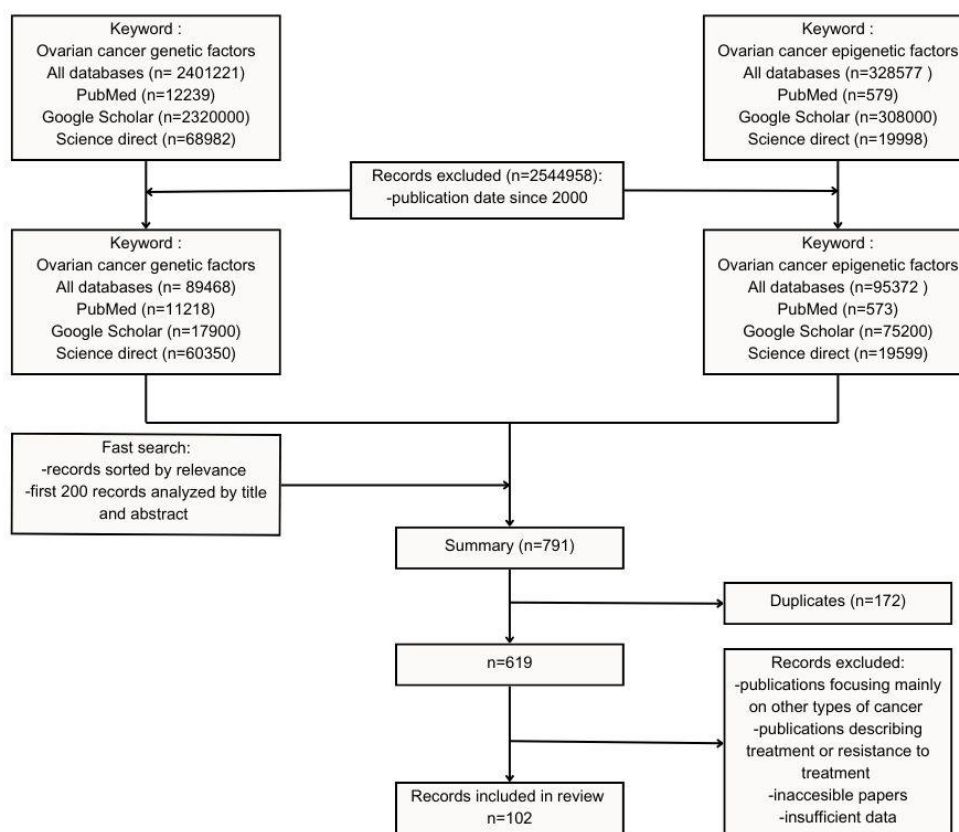 Keyword :
Ovarian cancer genetic factors
All databases (n= 2401221)
PubMed (n=12239)
Google Scholar (n=2320000)
Science direct (n=68982)
Keyword :
Ovarian cancer epigenetic factors
All databases (n=328577 )
PubMed (n=579)
Google Scholar (n=308000)
Science direct (n=19998)
Records excluded (n=2544958):
-publication date since 2000
Keyword :
Ovarian cancer genetic factors
All databases (n= 89468)
PubMed (n=11218)
Google Scholar (n=17900)
Science direct (n=60350)
Keyword :
Ovarian cancer epigenetic factors
All databases (n=95372 )
PubMed (n=573)
Google Scholar (n=75200)
Science direct (n=19599)
Fast search:
-records sorted by relevance
-first 200 records analyzed by title
and abstract
Summary (n=791)
Duplicates (n=172)
n=619
Records excluded:
-publications focusing mainly
on other types of cancer
-publications describing
treatment or resistance to
treatment
-inaccesible papers
-insufficient data
Records included in review
n=102